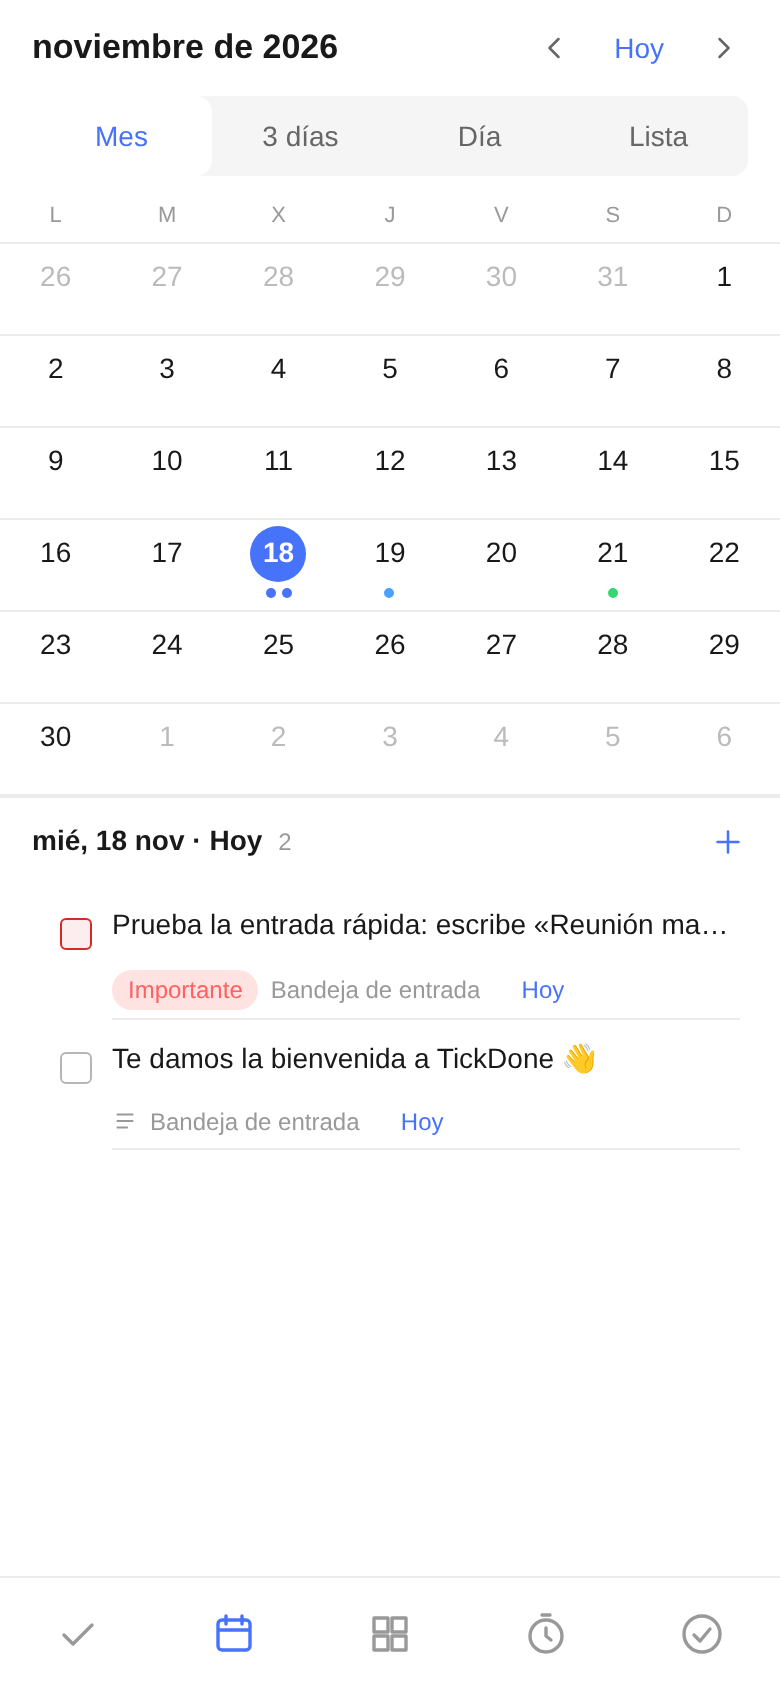 noviembre de 2026 Hoy
Mes 3 días Día Lista
L M X J V S D
26 27 28 29 30 31 1
2 3 4 5 6 7 8
9 10 11 12 13 14 15
16 17 18 19 20 21 22
23 24 25 26 27 28 29
30 1 2 3 4 5 6
mié, 18 nov · Hoy 2
Prueba la entrada rápida: escribe «Reunión ma…
Importante Bandeja de entrada Hoy
Te damos la bienvenida a TickDone 👋
Bandeja de entrada Hoy